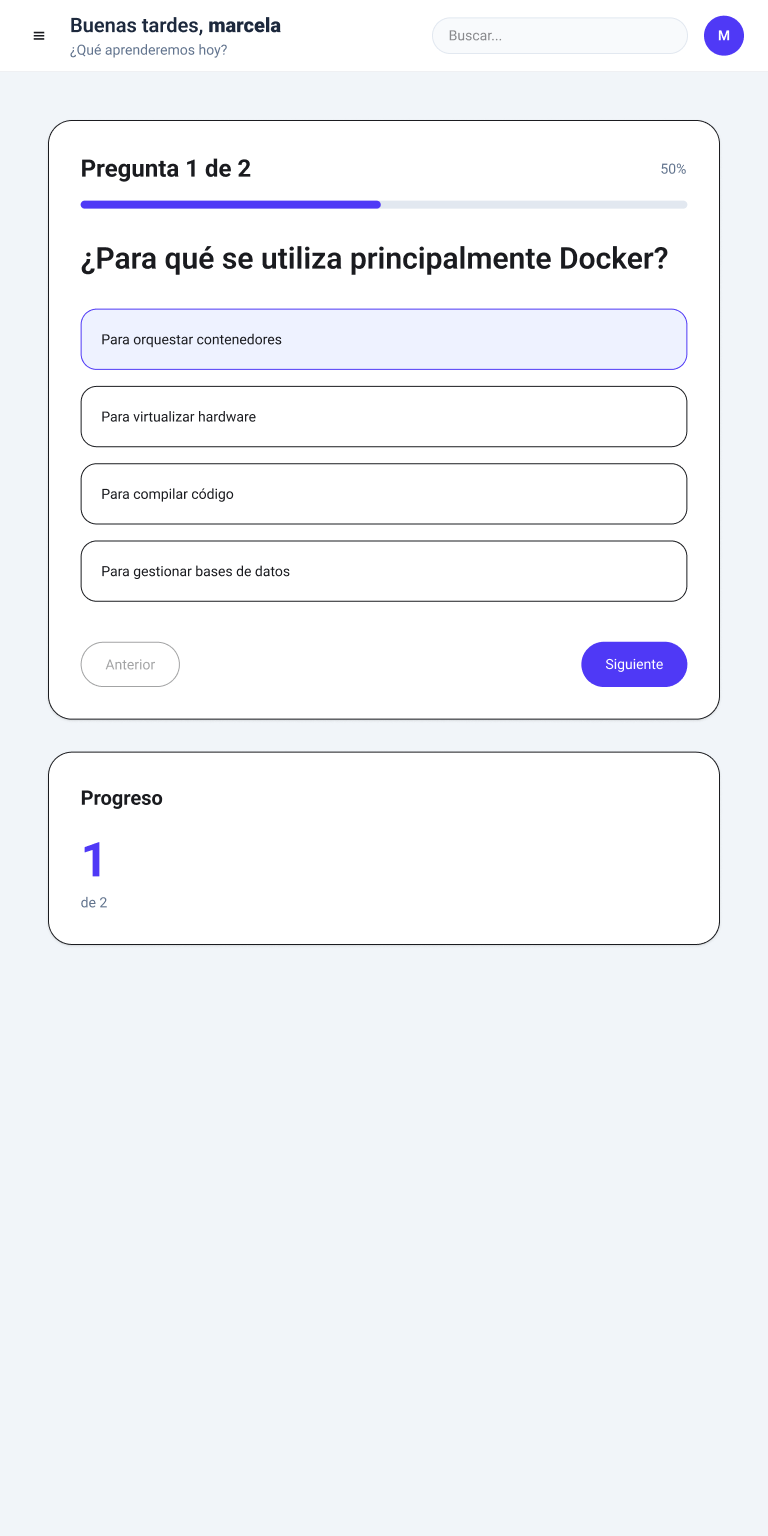 Buenas tardes, marcela
¿Qué aprenderemos hoy?
Buscar...
M
Pregunta 1 de 2
50%
¿Para qué se utiliza principalmente Docker?
Para orquestar contenedores
Para virtualizar hardware
Para compilar código
Para gestionar bases de datos
Anterior
Siguiente
Progreso
1
de 2